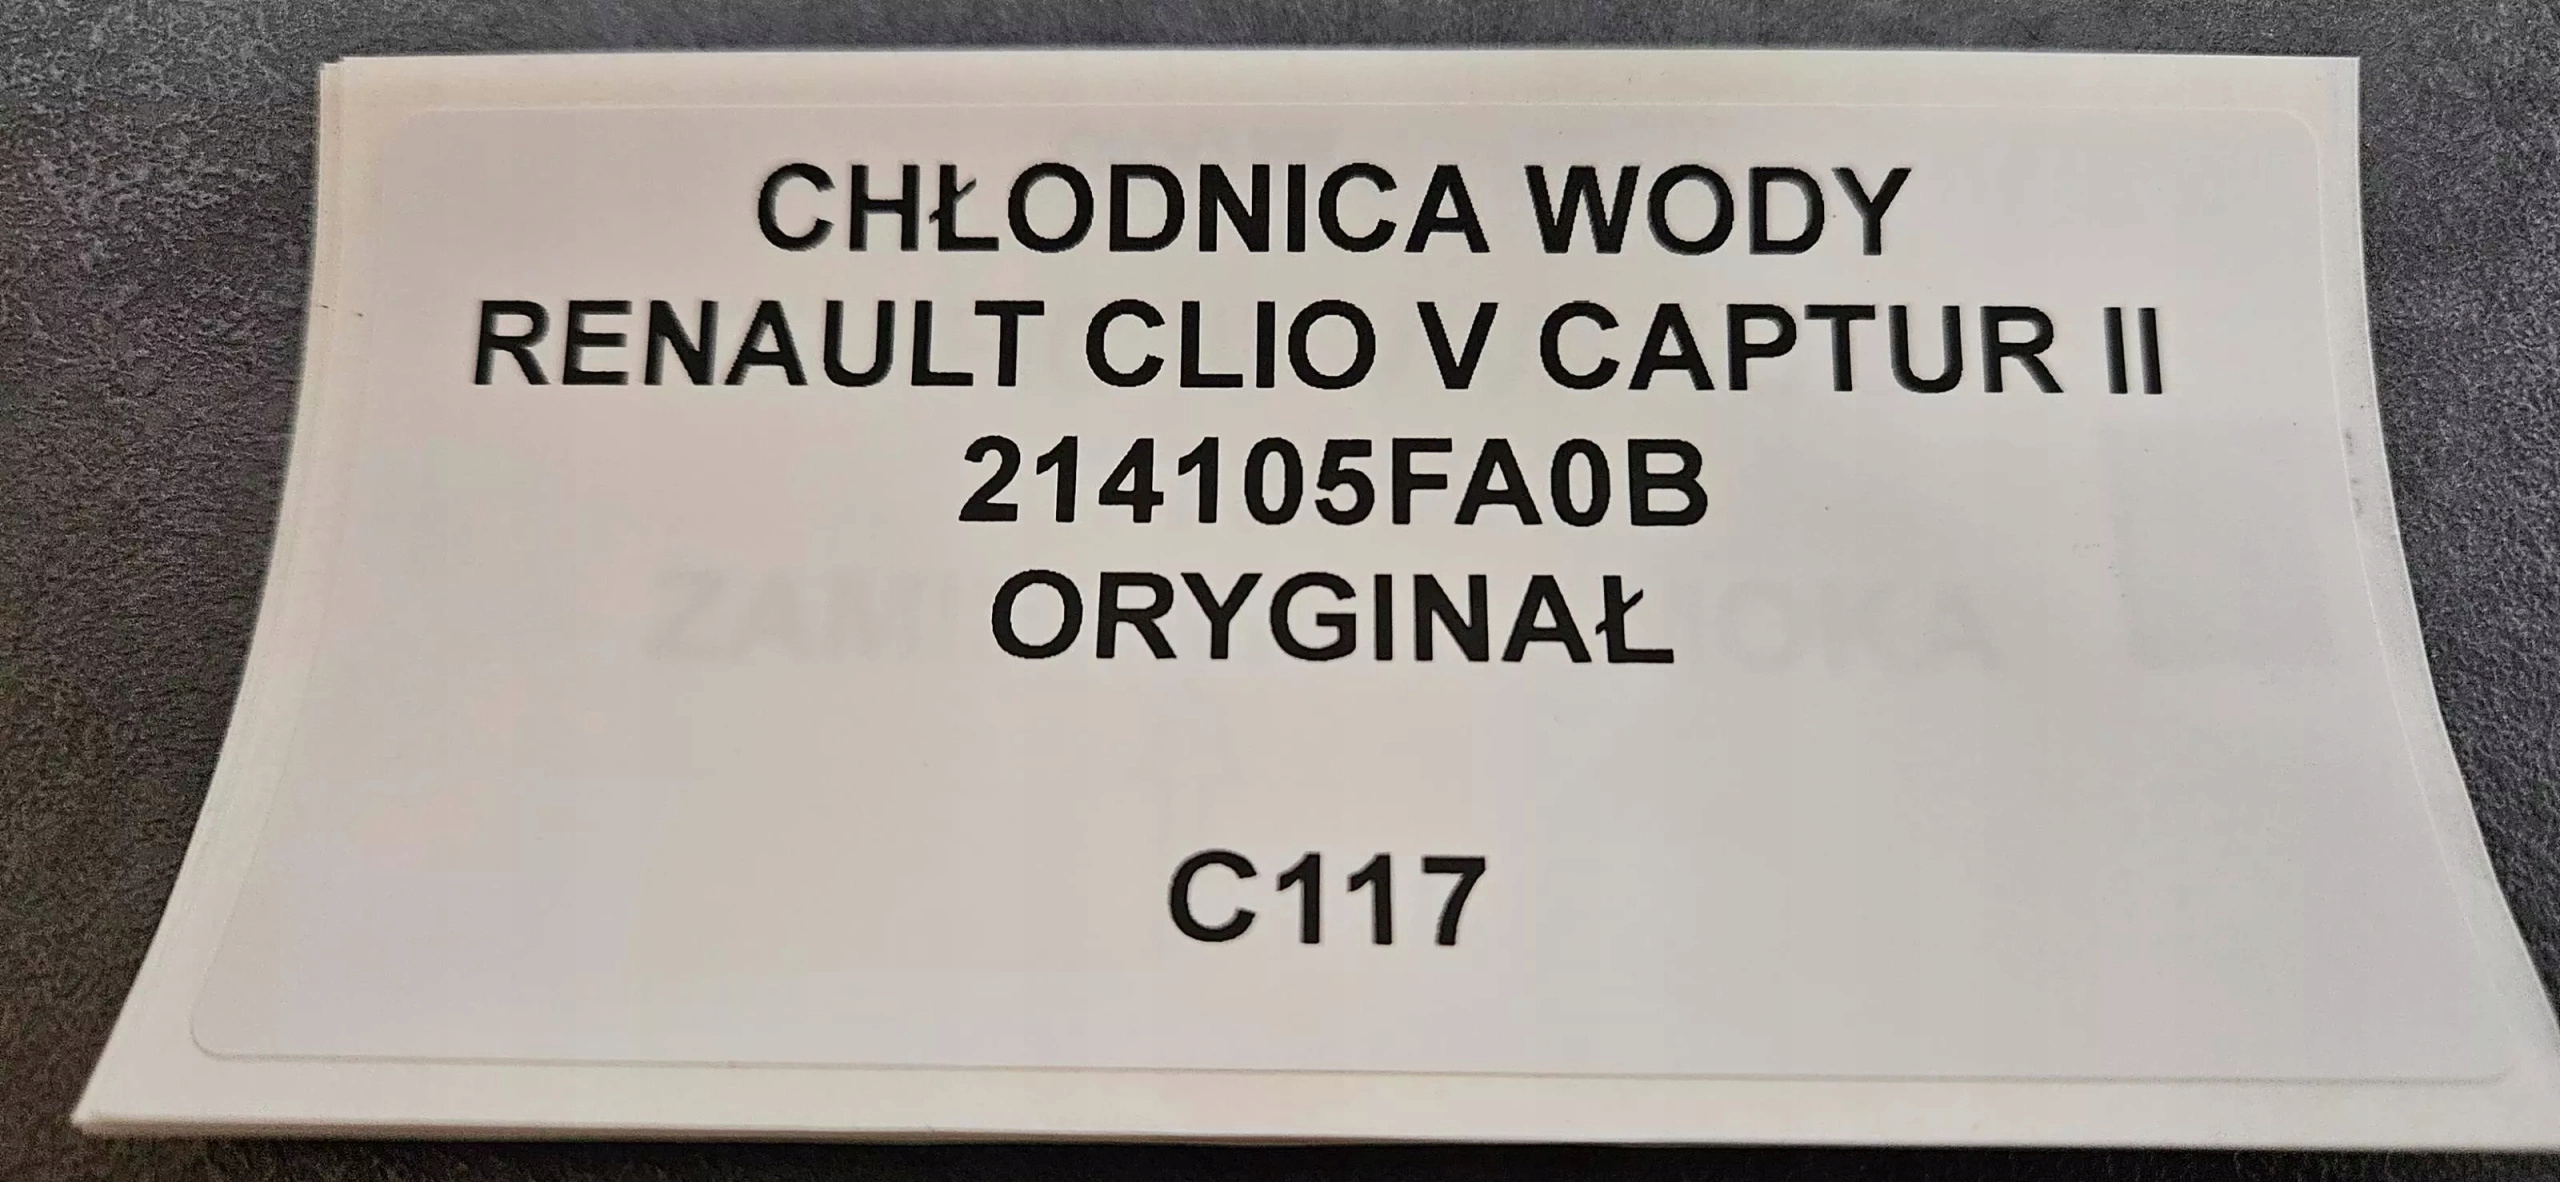 CHŁODNICA WODY
RENAULT CLIO V CAPTUR II
214105FA0B
ORYGINAŁ
C117